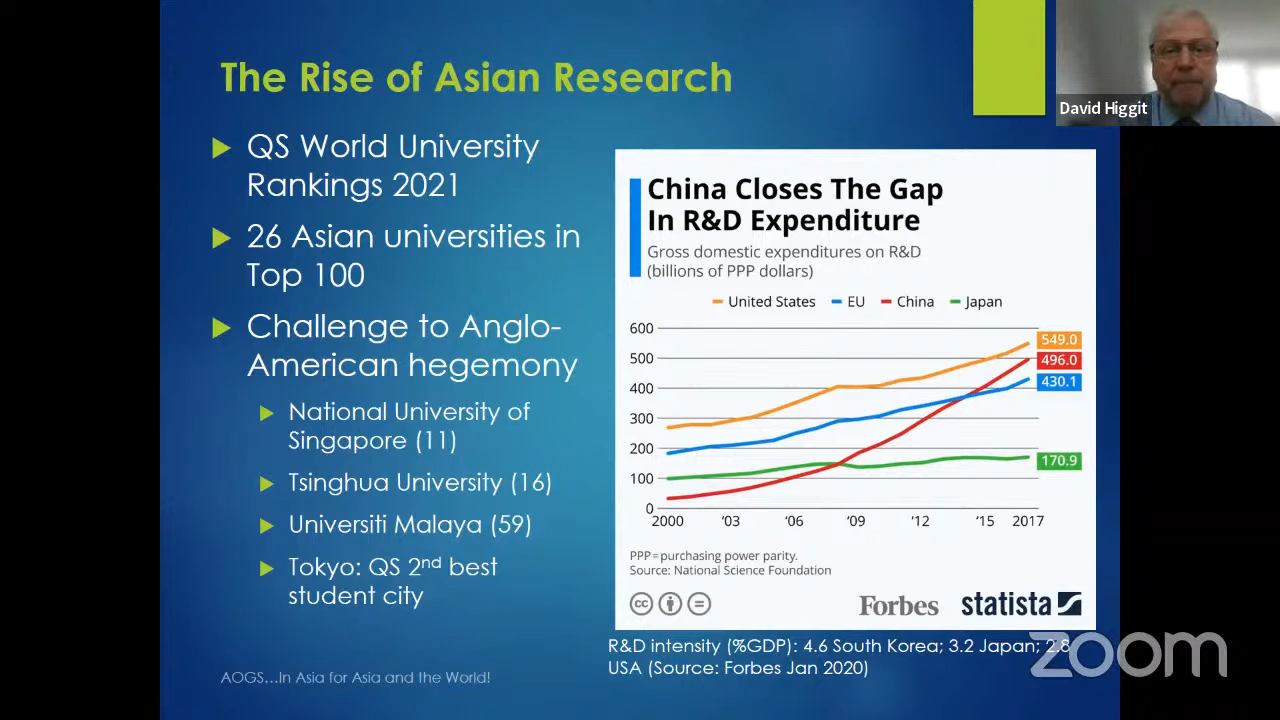 The Rise of Asian Research
David Higgit
QS World University
Rankings 2021
26 Asian universities in
Top 100
Challenge to Anglo-
American hegemony
National University of
Singapore (11)
Tsinghua University (16)
Universiti Malaya (59)
Tokyo: QS 2nd best
student city
China Closes The Gap
In R&D Expenditure
Gross domestic expenditures on R&D
(billions of PPP dollars)
United States EU China Japan
600
500
400
300
200
100
0
549.0
496.0
430.1
170.9
2000 '03 '06 '09 '12 '15 2017
PPP=purchasing power parity.
Source: National Science Foundation
cc =
Forbes statista
R&D intensity (%GDP): 4.6 South Korea; 3.2 Japan; 2.8
USA (Source: Forbes Jan 2020)
zoom
AOGS...In Asia for Asia and the World!